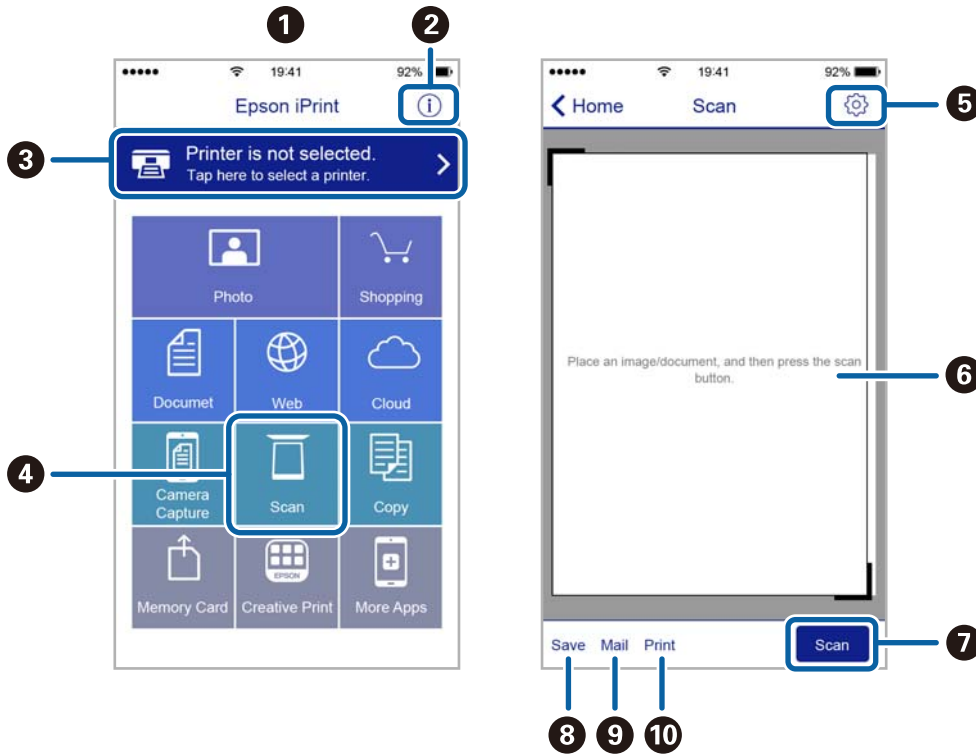 1
2
19:41
92%
Epson iPrint
i
3
Printer is not selected.
Tap here to select a printer.
Photo
Shopping
Documet
Web
Cloud
4
Camera
Capture
Scan
Copy
EPSON
Memory Card
Creative Print
More Apps
19:41
92%
Home
Scan
5
Place an image/document, and then press the scan
button.
6
Save
Mail
Print
Scan
7
8
9
10